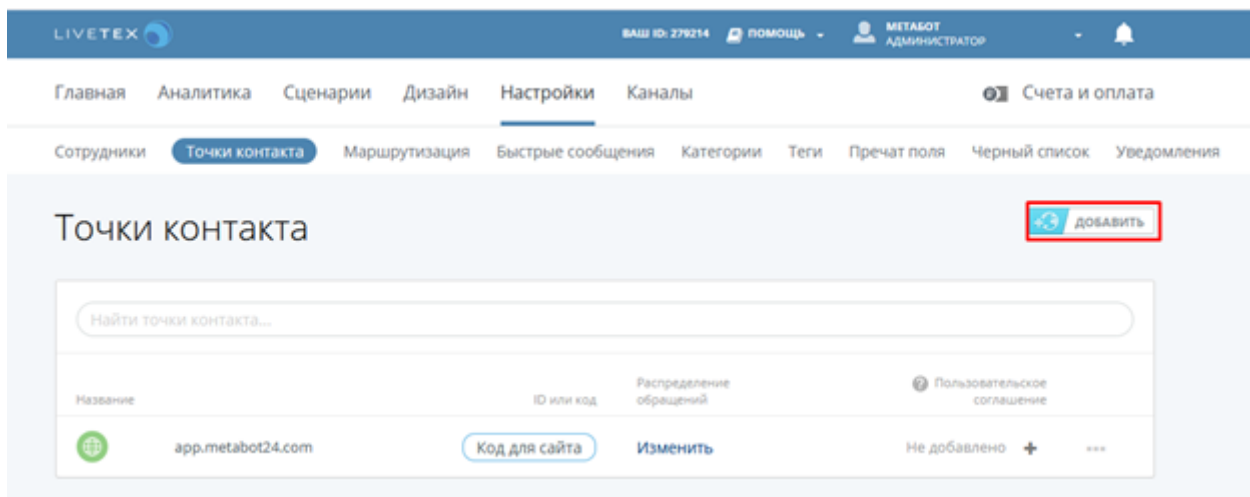 LIVETEX
ВАШ ID: 279214 ПОМОЩЬ МЕТАБОТ
АДМИНИСТРАТОР
Главная Аналитика Сценарии Дизайн Настройки Каналы Счета и оплата
Сотрудники Точки контакта Маршрутизация Быстрые сообщения Категории Теги Пречат поля Черный список Уведомления
Точки контакта
ДОБАВИТЬ
Найти точки контакта...
Название ID или код Распределение обращений Пользовательское соглашение
app.metabot24.com Код для сайта Изменить Не добавлено